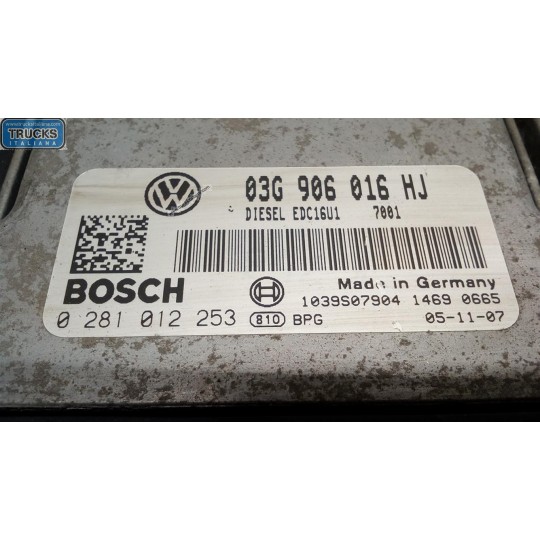 TRUCKS
ITALIANA
03G 906 016 HJ
DIESEL EDC16U1 7001
BOSCH
Made in Germany
1039S07904 1469 0665
0 281 012 253 810 BPG 05-11-07